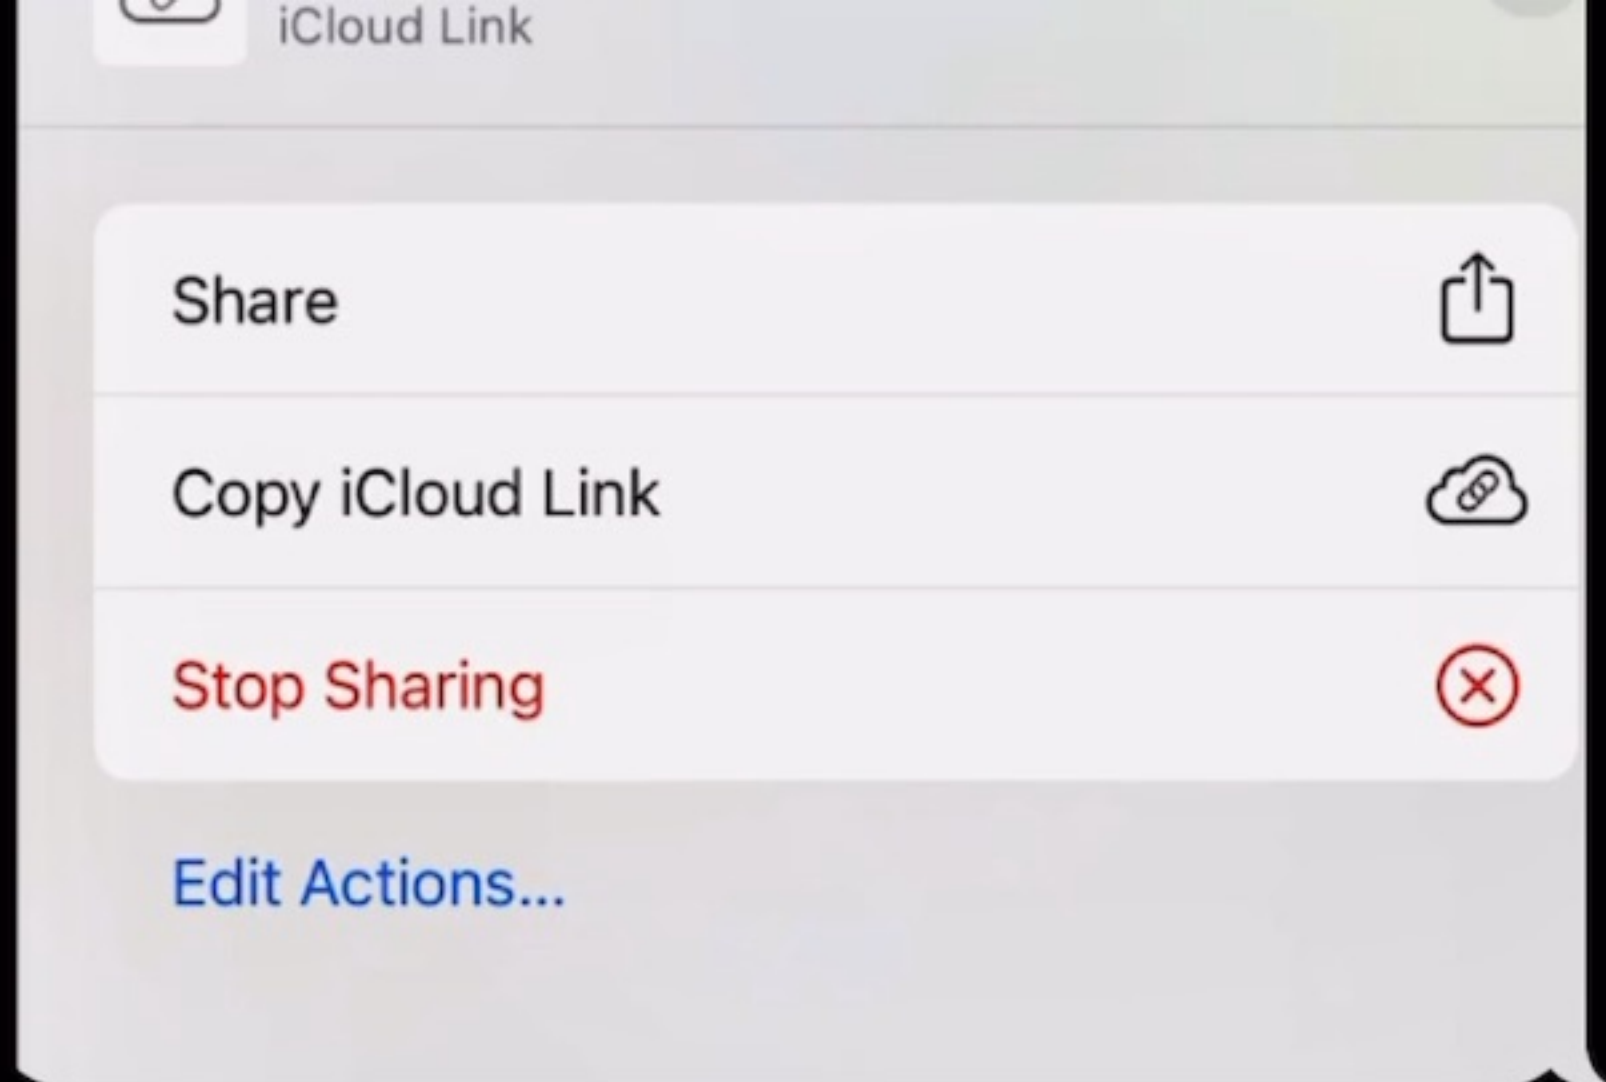 iCloud Link
Share
Copy iCloud Link
Stop Sharing
Edit Actions...